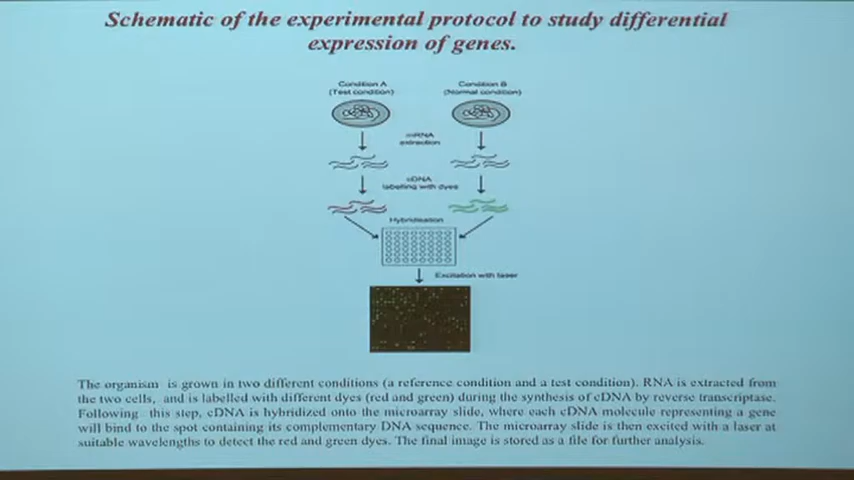 Schematic of the experimental protocol to study differential
expression of genes.
Condition A
(Test condition)
Condition B
(Normal condition)
mRNA
extraction
cDNA
labelling with dyes
Hybridisation
Excitation with laser
The organism is grown in two different conditions (a reference condition and a test condition). RNA is extracted from
the two cells, and is labelled with different dyes (red and green) during the synthesis of cDNA by reverse transcriptase.
Following this step, cDNA is hybridized onto the microarray slide, where each cDNA molecule representing a gene
will bind to the spot containing its complementary DNA sequence. The microarray slide is then excited with a laser at
suitable wavelengths to detect the red and green dyes. The final image is stored as a file for further analysis.